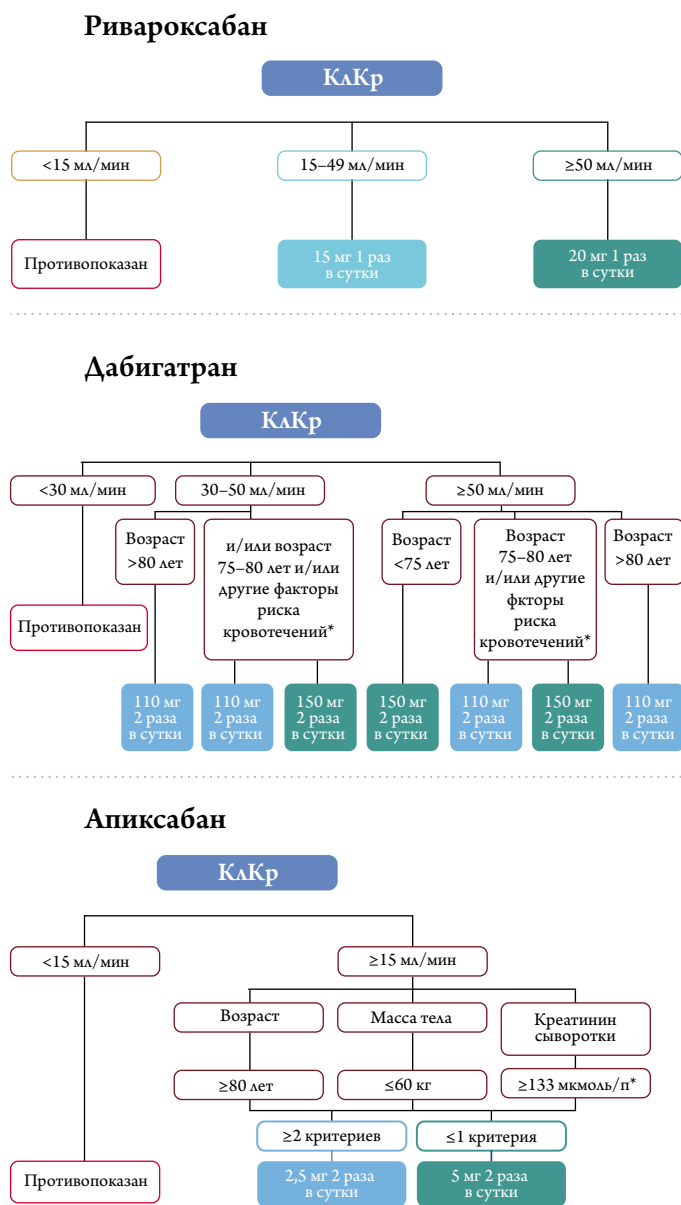 Ривароксабан
КлКр
<15 мл/мин
15–49 мл/мин
≥50 мл/мин
Противопоказан
15 мг 1 раз
в сутки
20 мг 1 раз
в сутки
Дабигатран
КлКр
<30 мл/мин
30–50 мл/мин
≥50 мл/мин
Возраст
>80 лет
и/или возраст
75–80 лет и/или
другие факторы
риска
кровотечений*
Возраст
<75 лет
Возраст
75–80 лет
и/или другие
фкторы
риска
кровотечений*
Возраст
>80 лет
Противопоказан
110 мг
2 раза
в сутки
110 мг
2 раза
в сутки
150 мг
2 раза
в сутки
150 мг
2 раза
в сутки
110 мг
2 раза
в сутки
150 мг
2 раза
в сутки
110 мг
2 раза
в сутки
Апиксабан
КлКр
<15 мл/мин
≥15 мл/мин
Возраст
Масса тела
Креатинин
сыворотки
≥80 лет
≤60 кг
≥133 мкмоль/п*
≥2 критериев
≤1 критерия
Противопоказан
2,5 мг 2 раза
в сутки
5 мг 2 раза
в сутки